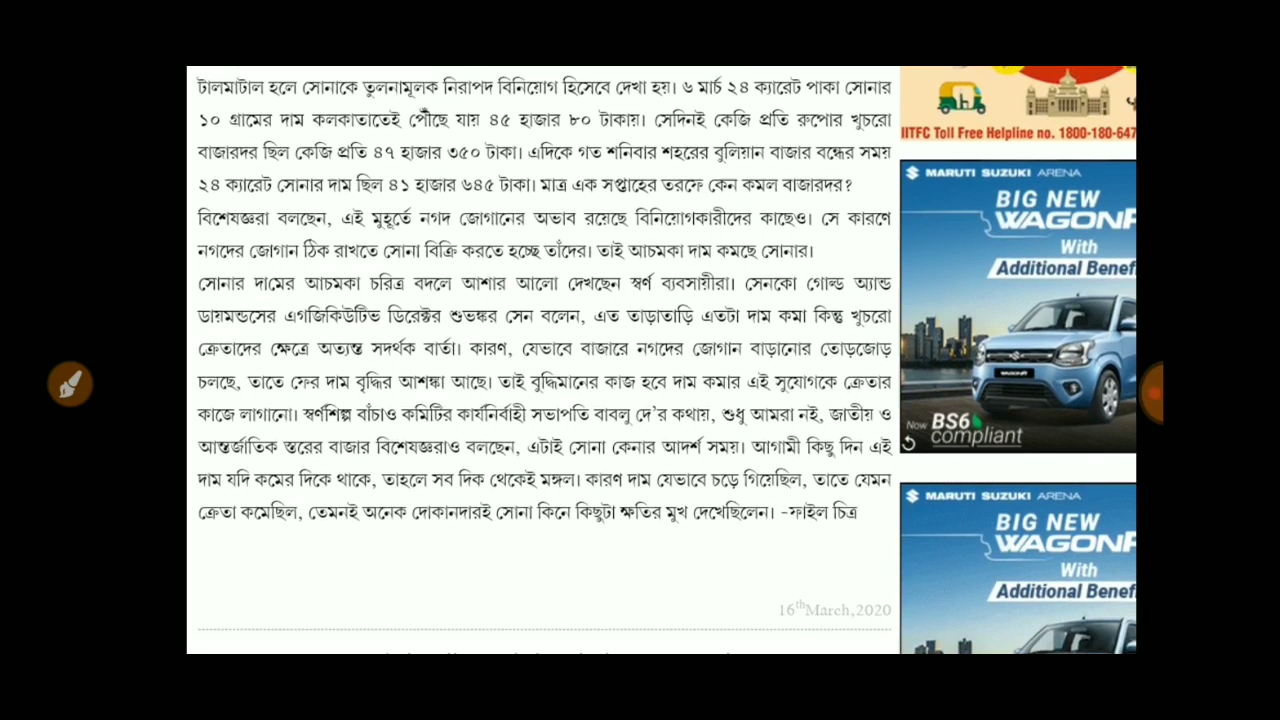 টালমাটাল হলে সোনাকে তুলনামূলক নিরাপদ বিনিয়োগ হিসেবে দেখা হয়। ৬ মার্চ ২৪ ক্যারেট পাকা সোনার
১০ গ্রামের দাম কলকাতাতেই পৌঁছে যায় ৪৫ হাজার ৮০ টাকায়। সেদিনই কেজি প্রতি রুপোর খুচরো
বাজারদর ছিল কেজি প্রতি ৪৭ হাজার ৩৫০ টাকা। এদিকে গত শনিবার শহরের বুলিয়ান বাজার বন্ধের সময়
২৪ ক্যারেট সোনার দাম ছিল ৪১ হাজার ৬৪৫ টাকা। মাত্র এক সপ্তাহের তরফে কেন কমল বাজারদর?
বিশেষজ্ঞরা বলছেন, এই মুহূর্তে নগদ জোগানের অভাব রয়েছে বিনিয়োগকারীদের কাছেও। সে কারণে
নগদের জোগান ঠিক রাখতে সোনা বিক্রি করতে হচ্ছে তাঁদের। তাই আচমকা দাম কমছে সোনার।
সোনার দামের আচমকা চরিত্র বদলে আশার আলো দেখছেন স্বর্ণ ব্যবসায়ীরা। সেনকো গোল্ড অ্যান্ড
ডায়মন্ডসের এগজিকিউটিভ ডিরেক্টর শুভঙ্কর সেন বলেন, এত তাড়াতাড়ি এতটা দাম কমা কিন্তু খুচরো
ক্রেতাদের ক্ষেত্রে অত্যন্ত সদর্থক বার্তা। কারণ, যেভাবে বাজারে নগদের জোগান বাড়ানোর তোড়জোড়
চলছে, তাতে ফের দাম বৃদ্ধির আশঙ্কা আছে। তাই বুদ্ধিমানের কাজ হবে দাম কমার এই সুযোগকে ক্রেতার
কাজে লাগানো। স্বর্ণশিল্প বাঁচাও কমিটির কার্যনির্বাহী সভাপতি বাবলু দে’র কথায়, শুধু আমরা নই, জাতীয় ও
আন্তর্জাতিক স্তরের বাজার বিশেষজ্ঞরাও বলছেন, এটাই সোনা কেনার আদর্শ সময়। আগামী কিছু দিন এই
দাম যদি কমের দিকে থাকে, তাহলে সব দিক থেকেই মঙ্গল। কারণ দাম যেভাবে চড়ে গিয়েছিল, তাতে যেমন
ক্রেতা কমেছিল, তেমনই অনেক দোকানদারই সোনা কিনে কিছুটা ক্ষতির মুখ দেখেছিলেন। -ফাইল চিত্র
16thMarch,2020
IITFC Toll Free Helpline no. 1800-180-647
MARUTI SUZUKI ARENA
BIG NEW
WAGONR
With
Additional Benef
WAGONR
Now BS6
compliant
MARUTI SUZUKI ARENA
BIG NEW
WAGONR
With
Additional Benef